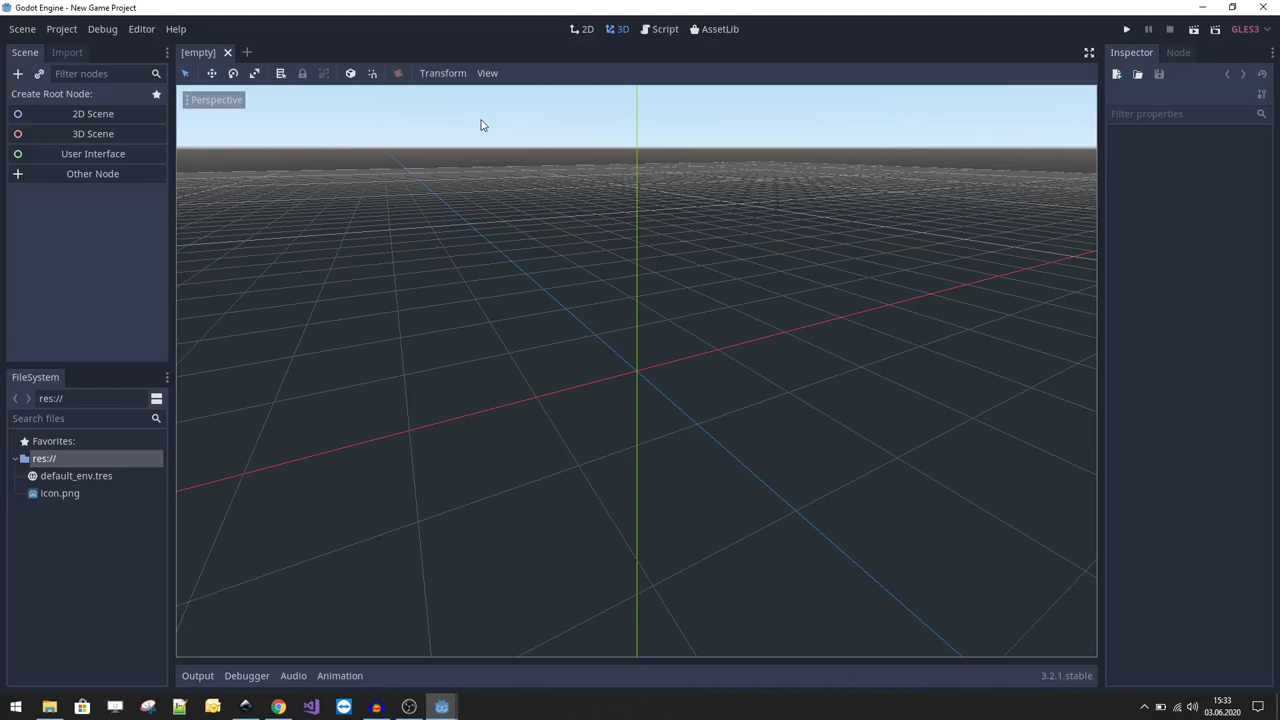 Godot Engine - New Game Project
Scene Project Debug Editor Help
2D 3D Script AssetLib
GLES3
Scene Import
[empty]
Inspector Node
Filter nodes
Transform View
Create Root Node:
Perspective
2D Scene
Filter properties
3D Scene
User Interface
Other Node
FileSystem
res://
Search files
Favorites:
res://
default_env.tres
icon.png
Output Debugger Audio Animation
3.2.1.stable
15:33
03.06.2020